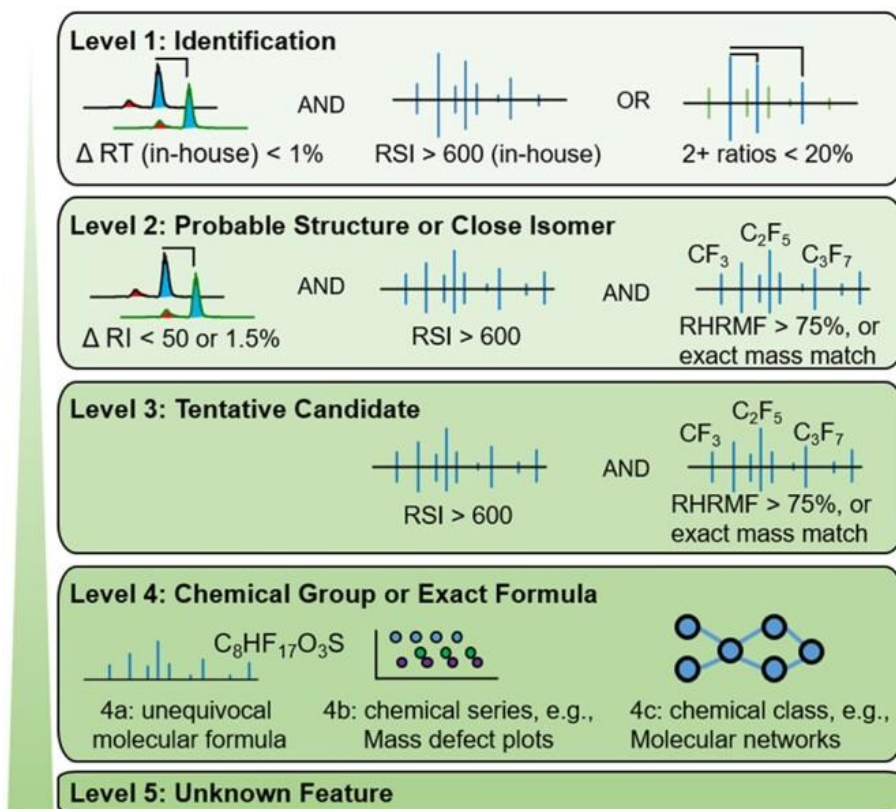 Level 1: Identification
AND
OR
Δ RT (in-house) < 1%
RSI > 600 (in-house)
2+ ratios < 20%
Level 2: Probable Structure or Close Isomer
C₂F₅
CF₃
C₃F₇
AND
AND
Δ RI < 50 or 1.5%
RSI > 600
RHRMF > 75%, or
exact mass match
Level 3: Tentative Candidate
C₂F₅
CF₃
C₃F₇
AND
RSI > 600
RHRMF > 75%, or
exact mass match
Level 4: Chemical Group or Exact Formula
C₈HF₁₇O₃S
4a: unequivocal
molecular formula
4b: chemical series, e.g.,
Mass defect plots
4c: chemical class, e.g.,
Molecular networks
Level 5: Unknown Feature